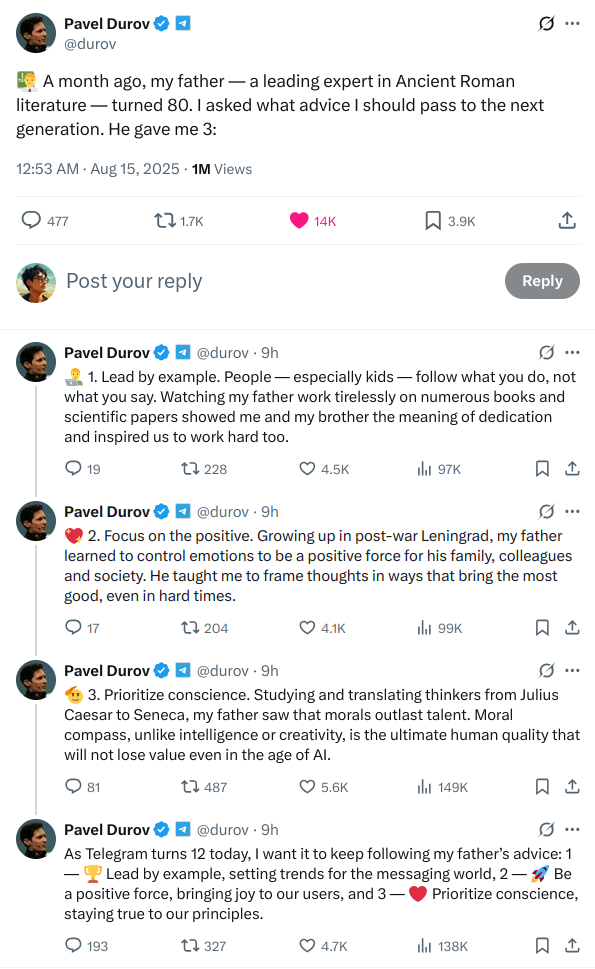 Pavel Durov
@durov
👨‍🏫 A month ago, my father — a leading expert in Ancient Roman
literature — turned 80. I asked what advice I should pass to the next
generation. He gave me 3:
12:53 AM · Aug 15, 2025 · 1M Views
477 1.7K 14K 3.9K
Post your reply Reply
Pavel Durov @durov · 9h
👨‍💻 1. Lead by example. People — especially kids — follow what you do, not
what you say. Watching my father work tirelessly on numerous books and
scientific papers showed me and my brother the meaning of dedication
and inspired us to work hard too.
19 228 4.5K 97K
Pavel Durov @durov · 9h
💖 2. Focus on the positive. Growing up in post-war Leningrad, my father
learned to control emotions to be a positive force for his family, colleagues
and society. He taught me to frame thoughts in ways that bring the most
good, even in hard times.
17 204 4.1K 99K
Pavel Durov @durov · 9h
🫡 3. Prioritize conscience. Studying and translating thinkers from Julius
Caesar to Seneca, my father saw that morals outlast talent. Moral
compass, unlike intelligence or creativity, is the ultimate human quality that
will not lose value even in the age of AI.
81 487 5.6K 149K
Pavel Durov @durov · 9h
As Telegram turns 12 today, I want it to keep following my father’s advice: 1
— 🏆 Lead by example, setting trends for the messaging world, 2 — 🚀 Be
a positive force, bringing joy to our users, and 3 — ❤️ Prioritize conscience,
staying true to our principles.
193 327 4.7K 138K